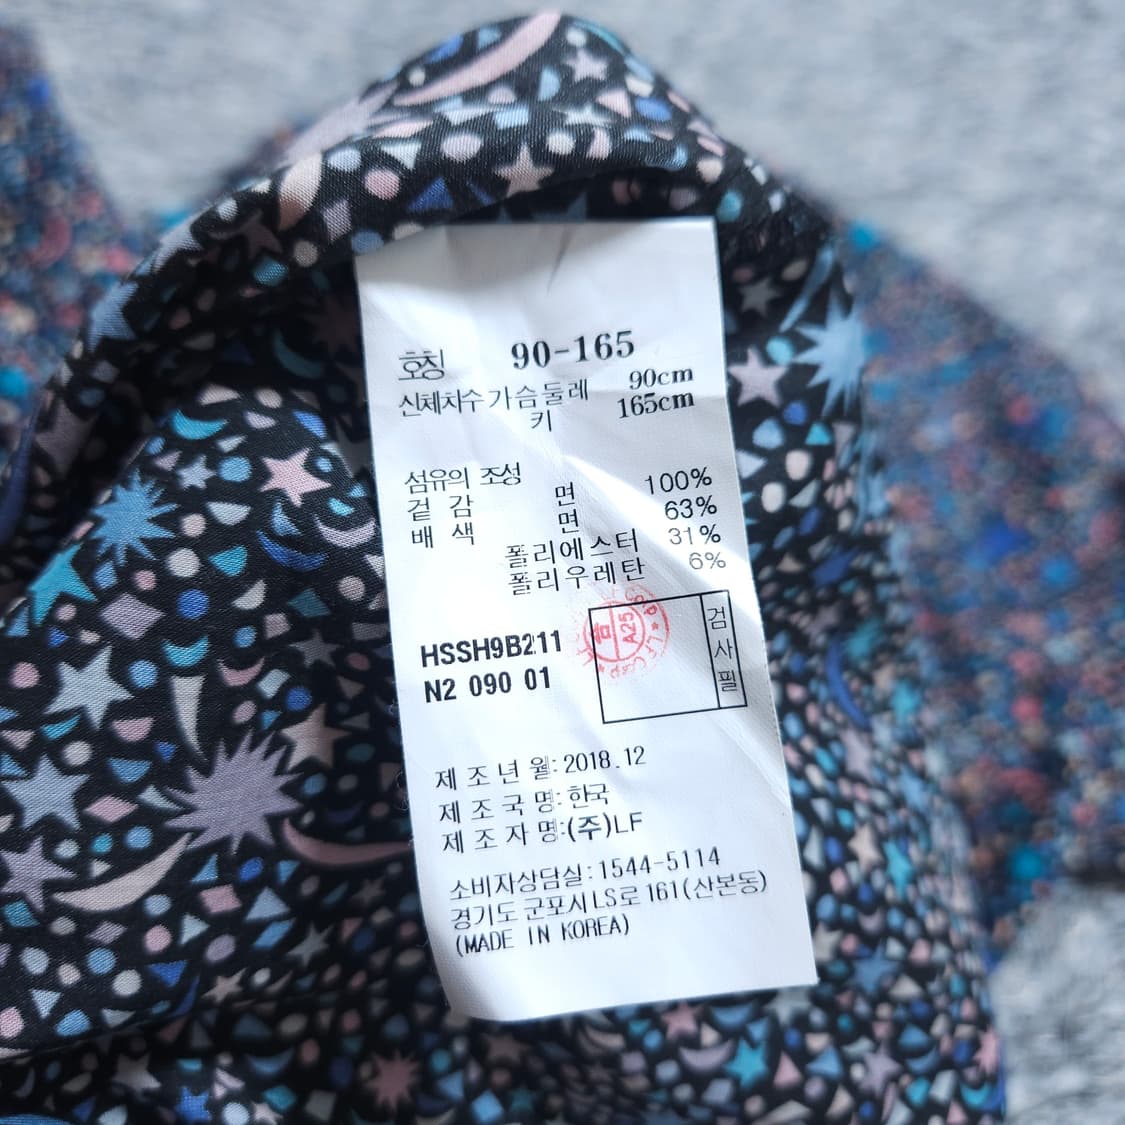 호칭 90-165
신체치수 가슴둘레 90cm
키 165cm
섬유의 조성
겉감 면 100%
배색 면 63%
폴리에스터 31%
폴리우레탄 6%
HSSH9B211
N2 090 01
합 A25
검사필
제조년월: 2018.12
제조국명: 한국
제조자명:(주)LF
소비자상담실: 1544-5114
경기도 군포시 LS로 161(산본동)
(MADE IN KOREA)